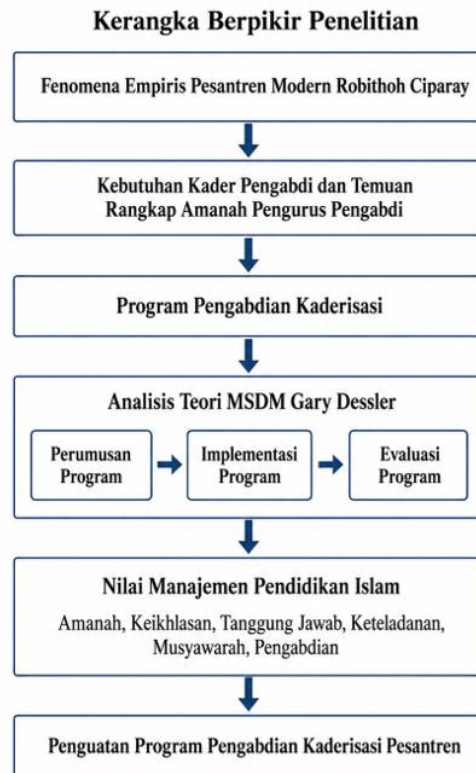 Kerangka Berpikir Penelitian
Fenomena Empiris Pesantren Modern Robithoh Ciparay
Kebutuhan Kader Pengabdi dan Temuan
Rangkap Amanah Pengurus Pengabdi
Program Pengabdian Kaderisasi
Analisis Teori MSDM Gary Dessler
Perumusan
Program
Implementasi
Program
Evaluasi
Program
Nilai Manajemen Pendidikan Islam
Amanah, Keikhlasan, Tanggung Jawab, Keteladanan,
Musyawarah, Pengabdian
Penguatan Program Pengabdian Kaderisasi Pesantren